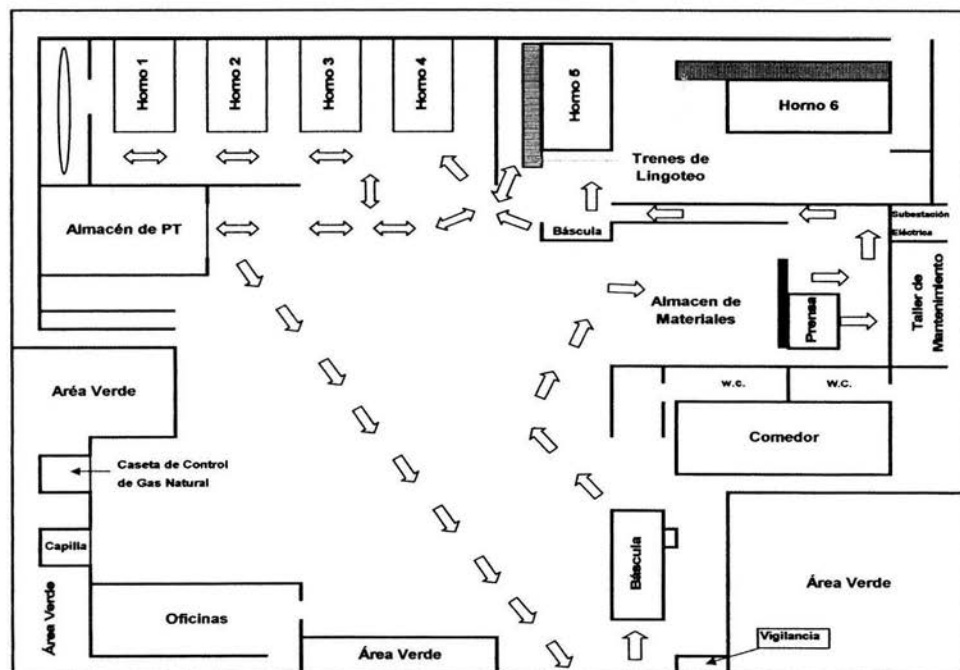 Horno 1
Horno 2
Horno 3
Horno 4
Horno 5
Horno 6
Trenes de
Lingoteo
Almacén de PT
Báscula
Subestación
Eléctrica
Almacen de
Materiales
Prensa
Taller de
Mantenimiento
Aréa Verde
w.c.
W.C.
Comedor
Caseta de Control
de Gas Natural
Capilla
Báscula
Área Verde
Oficinas
Área Verde
Área Verde
Vigilancia